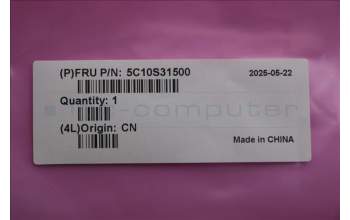 (P)FRU P/N: 5C10S31500
2025-05-22
Quantity: 1
(4L)Origin: CN
Made in CHINA